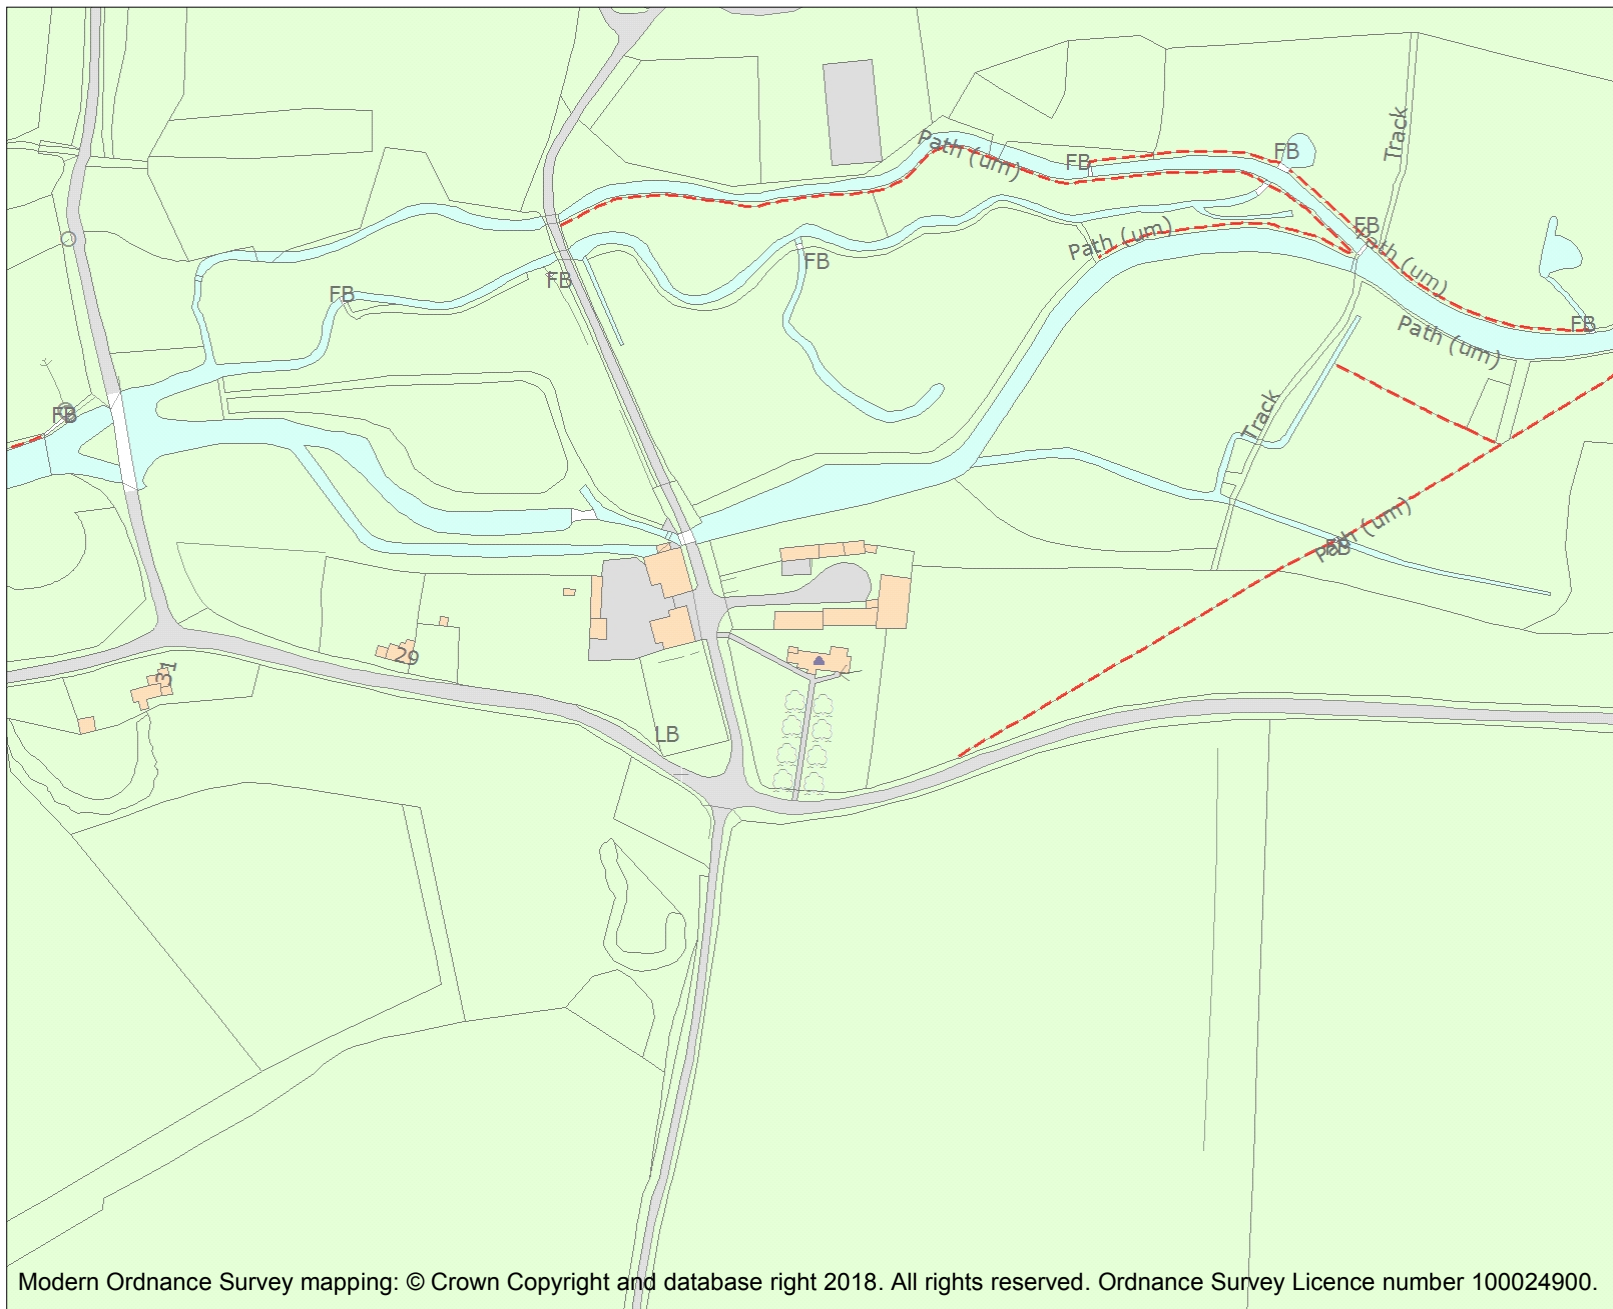 Track
Path (um)
FB
FB
FB
Path (um)
Path (um)
FB
FB
FB
FB
Path (um)
Track
FB
Path (um)
FB
29
31
LB
Modern Ordnance Survey mapping: © Crown Copyright and database right 2018. All rights reserved. Ordnance Survey Licence number 100024900.